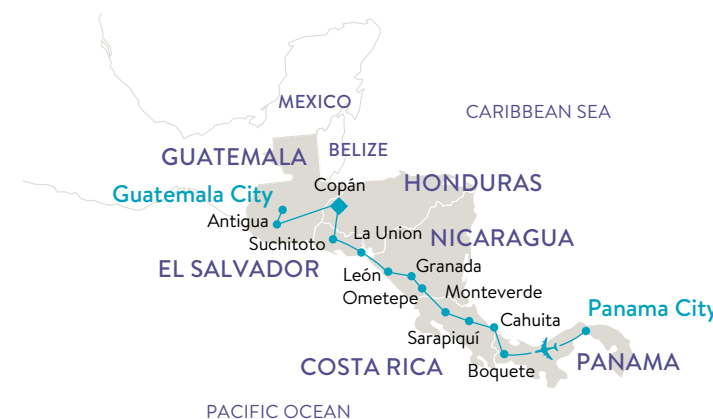 MEXICO
CARIBBEAN SEA
BELIZE
GUATEMALA
Copán
HONDURAS
Guatemala City
Antigua
La Union
NICARAGUA
Suchitoto
EL SALVADOR
León
Granada
Ometepe
Monteverde
Panama City
Cahuita
Sarapiquí
COSTA RICA
Boquete
PANAMA
PACIFIC OCEAN